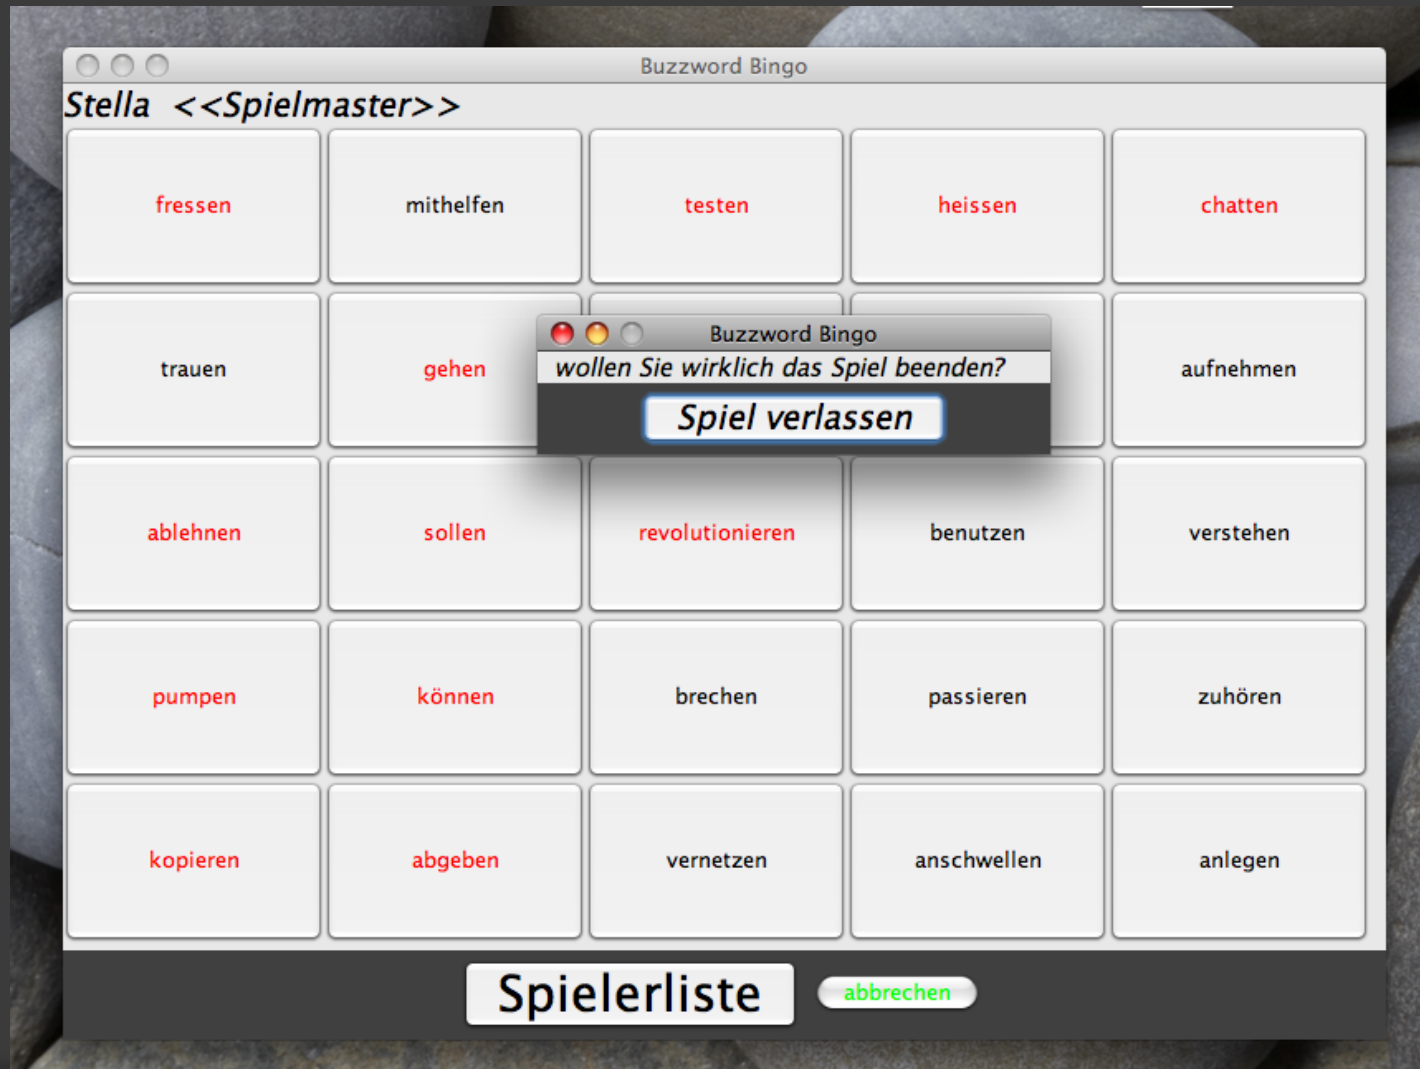 Buzzword Bingo
Stella <<Spielmaster>>
fressen mithelfen testen heissen chatten
Buzzword Bingo
wollen Sie wirklich das Spiel beenden?
Spiel verlassen
trauen gehen aufnehmen
ablehnen sollen revolutionieren benutzen verstehen
pumpen können brechen passieren zuhören
kopieren abgeben vernetzen anschwellen anlegen
Spielerliste abbrechen